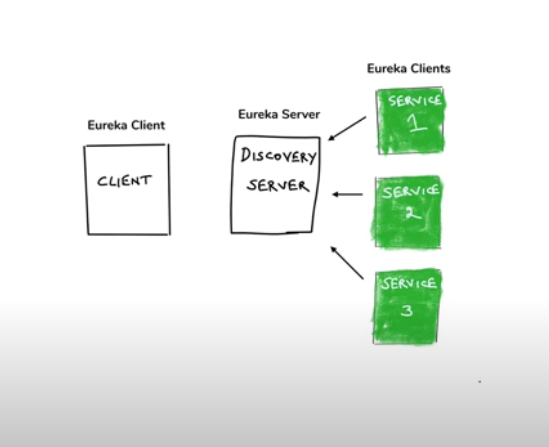 Eureka Client
CLIENT
Eureka Server
DISCOVERY
SERVER
Eureka Clients
SERVICE
1
SERVICE
2
SERVICE
3